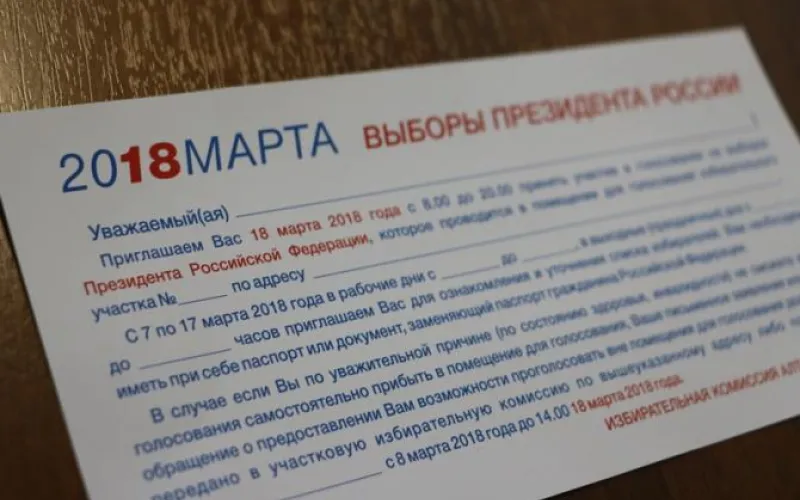 2018МАРТА ВЫБОРЫ ПРЕЗИДЕНТА РОССИИ
Уважаемый(ая) !
Приглашаем Вас 18 марта 2018 года с 8.00 до 20.00 принять участие в голосовании на выборах
Президента Российской Федерации, которое проводится в помещении для голосования избирательного
участка № по адресу
С 7 по 17 марта 2018 года в рабочие дни с до , в выходные (праздничные) дни с
до часов приглашаем Вас для ознакомления и уточнения списка избирателей. Вам необходимо
иметь при себе паспорт или документ, заменяющий паспорт гражданина Российской Федерации.
В случае если Вы по уважительной причине (по состоянию здоровья, инвалидности) не сможете
голосования самостоятельно прибыть в помещение для голосования, Ваше письменное заявление
обращение о предоставлении Вам возможности проголосовать вне помещения для голосования
передано в участковую избирательную комиссию по вышеуказанному адресу либо по
с 8 марта 2018 года до 14.00 18 марта 2018 года.
ИЗБИРАТЕЛЬНАЯ КОМИССИЯ